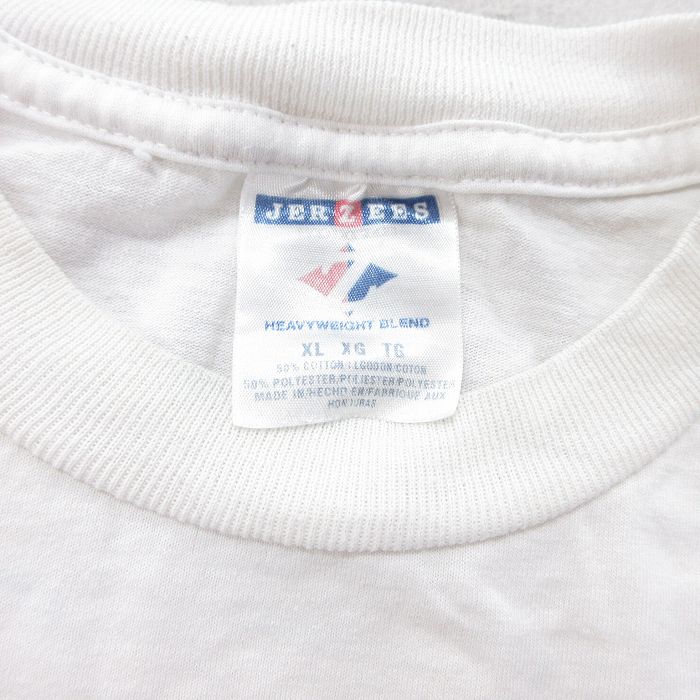 JERZEES
HEAVYWEIGHT BLEND
XL XG TG
50% COTTON/ALGODON/COTON
50% POLYESTER/POLIESTER/POLYESTER
MADE IN/HECHO EN/FABRIQUE AUX
HONDURAS